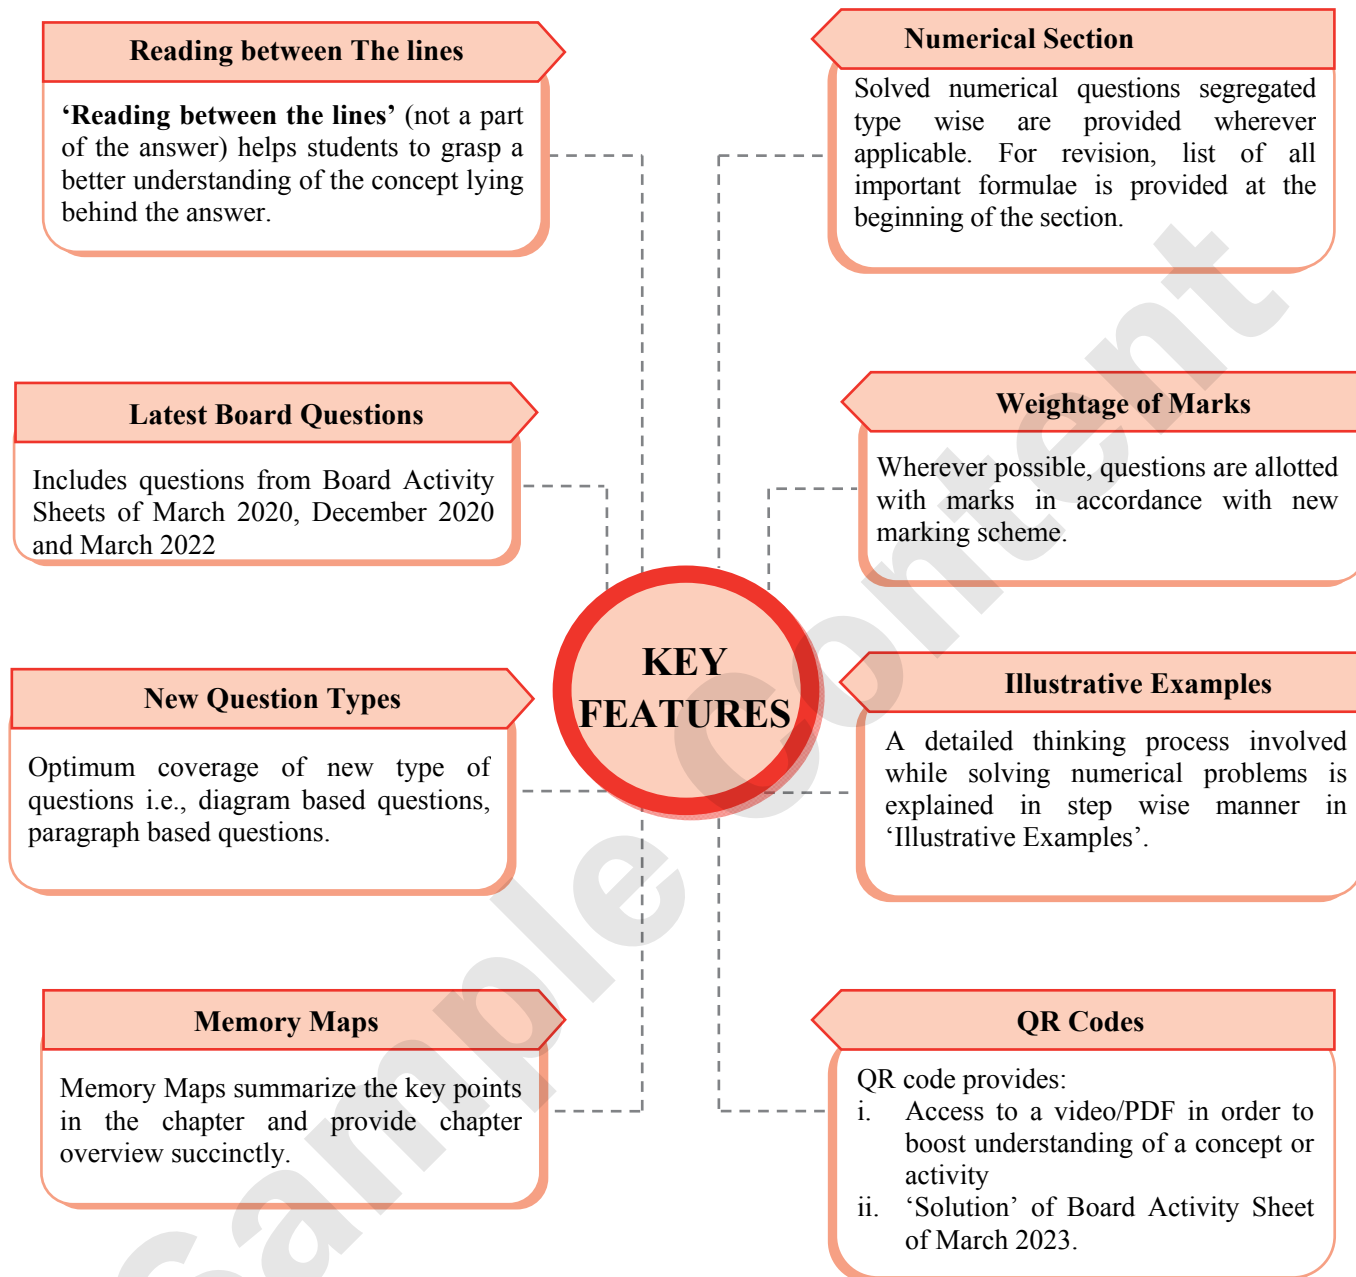 Reading between The lines
‘Reading between the lines’ (not a part
of the answer) helps students to grasp a
better understanding of the concept lying
behind the answer.
Numerical Section
Solved numerical questions segregated
type wise are provided wherever
applicable. For revision, list of all
important formulae is provided at the
beginning of the section.
Latest Board Questions
Includes questions from Board Activity
Sheets of March 2020, December 2020
and March 2022
Weightage of Marks
Wherever possible, questions are allotted
with marks in accordance with new
marking scheme.
KEY
FEATURES
New Question Types
Optimum coverage of new type of
questions i.e., diagram based questions,
paragraph based questions.
Illustrative Examples
A detailed thinking process involved
while solving numerical problems is
explained in step wise manner in
‘Illustrative Examples’.
Memory Maps
Memory Maps summarize the key points
in the chapter and provide chapter
overview succinctly.
QR Codes
QR code provides:
i. Access to a video/PDF in order to
boost understanding of a concept or
activity
ii. ‘Solution’ of Board Activity Sheet
of March 2023.
Sample Content